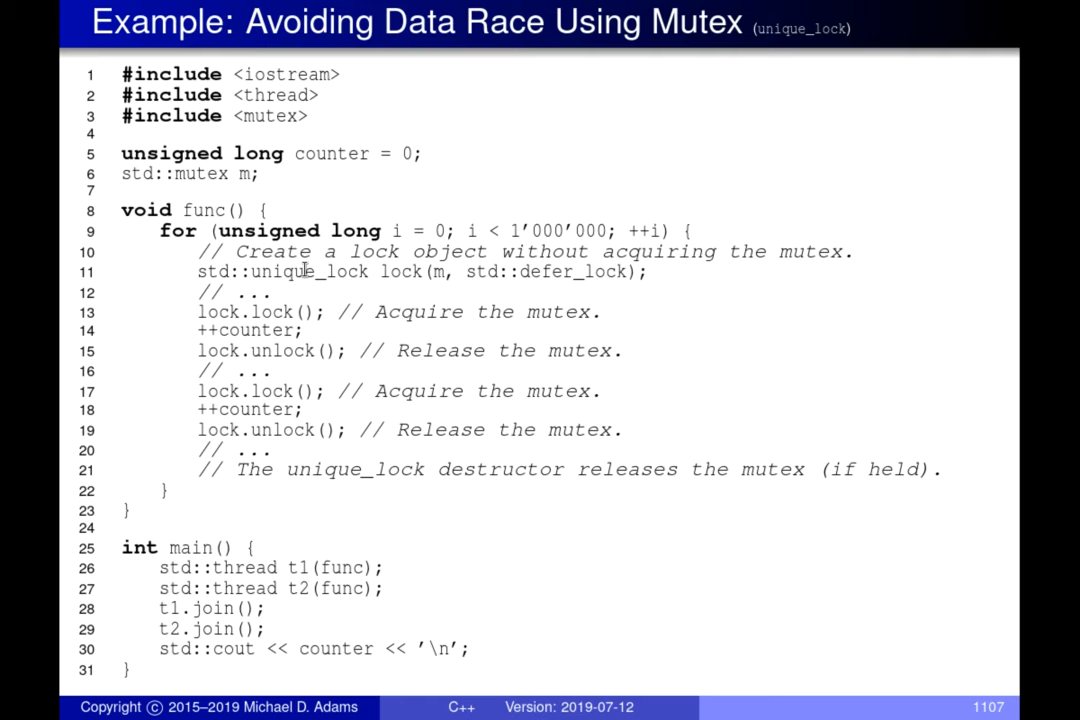 Example: Avoiding Data Race Using Mutex (unique_lock)
1 #include <iostream>
2 #include <thread>
3 #include <mutex>
4
5 unsigned long counter = 0;
6 std::mutex m;
7
8 void func() {
9 for (unsigned long i = 0; i < 1'000'000; ++i) {
10 // Create a lock object without acquiring the mutex.
11 std::unique_lock lock(m, std::defer_lock);
12 // ...
13 lock.lock(); // Acquire the mutex.
14 ++counter;
15 lock.unlock(); // Release the mutex.
16 // ...
17 lock.lock(); // Acquire the mutex.
18 ++counter;
19 lock.unlock(); // Release the mutex.
20 // ...
21 // The unique_lock destructor releases the mutex (if held).
22 }
23 }
24
25 int main() {
26 std::thread t1(func);
27 std::thread t2(func);
28 t1.join();
29 t2.join();
30 std::cout << counter << '\n';
31 }
Copyright © 2015–2019 Michael D. Adams C++ Version: 2019-07-12 1107